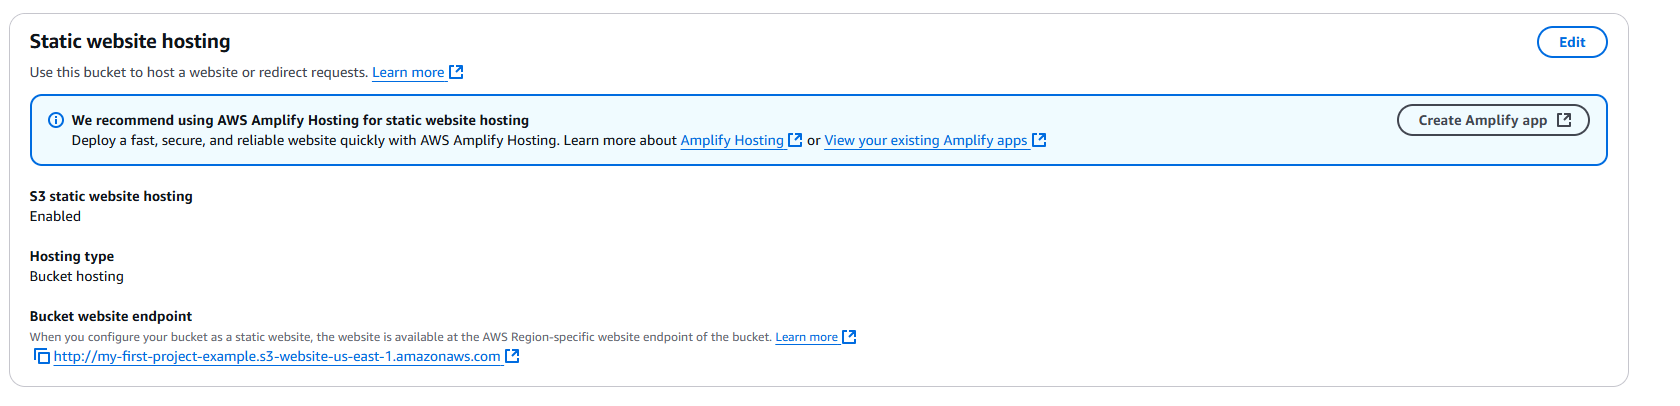 Static website hosting
Edit
Use this bucket to host a website or redirect requests. Learn more
We recommend using AWS Amplify Hosting for static website hosting
Create Amplify app
Deploy a fast, secure, and reliable website quickly with AWS Amplify Hosting. Learn more about Amplify Hosting or View your existing Amplify apps
S3 static website hosting
Enabled
Hosting type
Bucket hosting
Bucket website endpoint
When you configure your bucket as a static website, the website is available at the AWS Region-specific website endpoint of the bucket. Learn more
http://my-first-project-example.s3-website-us-east-1.amazonaws.com